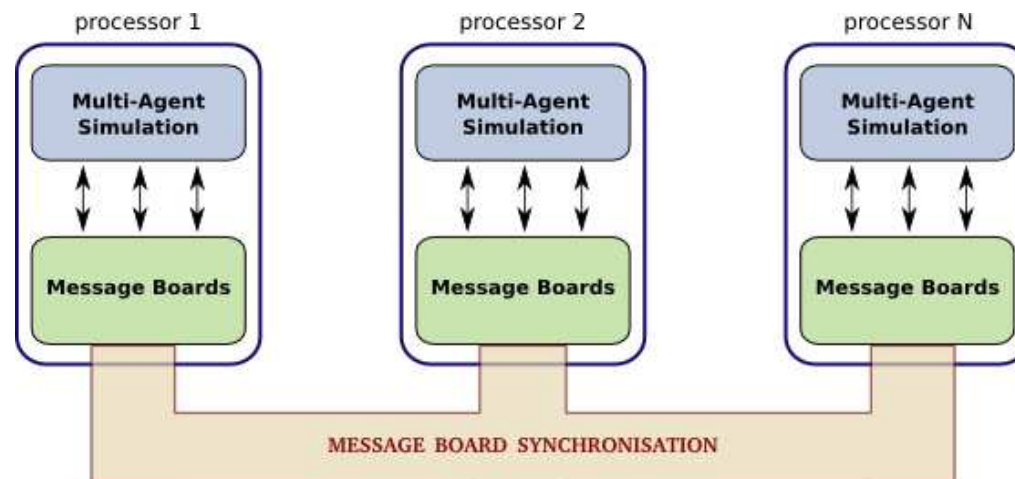 processor 1
processor 2
processor N
Multi-Agent
Simulation
Multi-Agent
Simulation
Multi-Agent
Simulation
Message Boards
Message Boards
Message Boards
MESSAGE BOARD SYNCHRONISATION